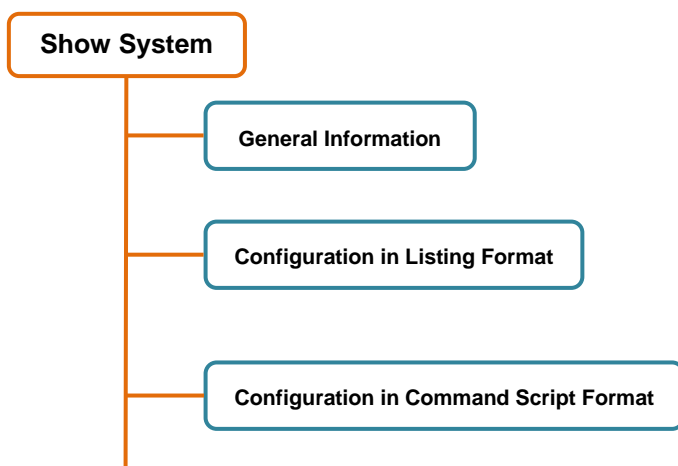 Show System
General Information
Configuration in Listing Format
Configuration in Command Script Format